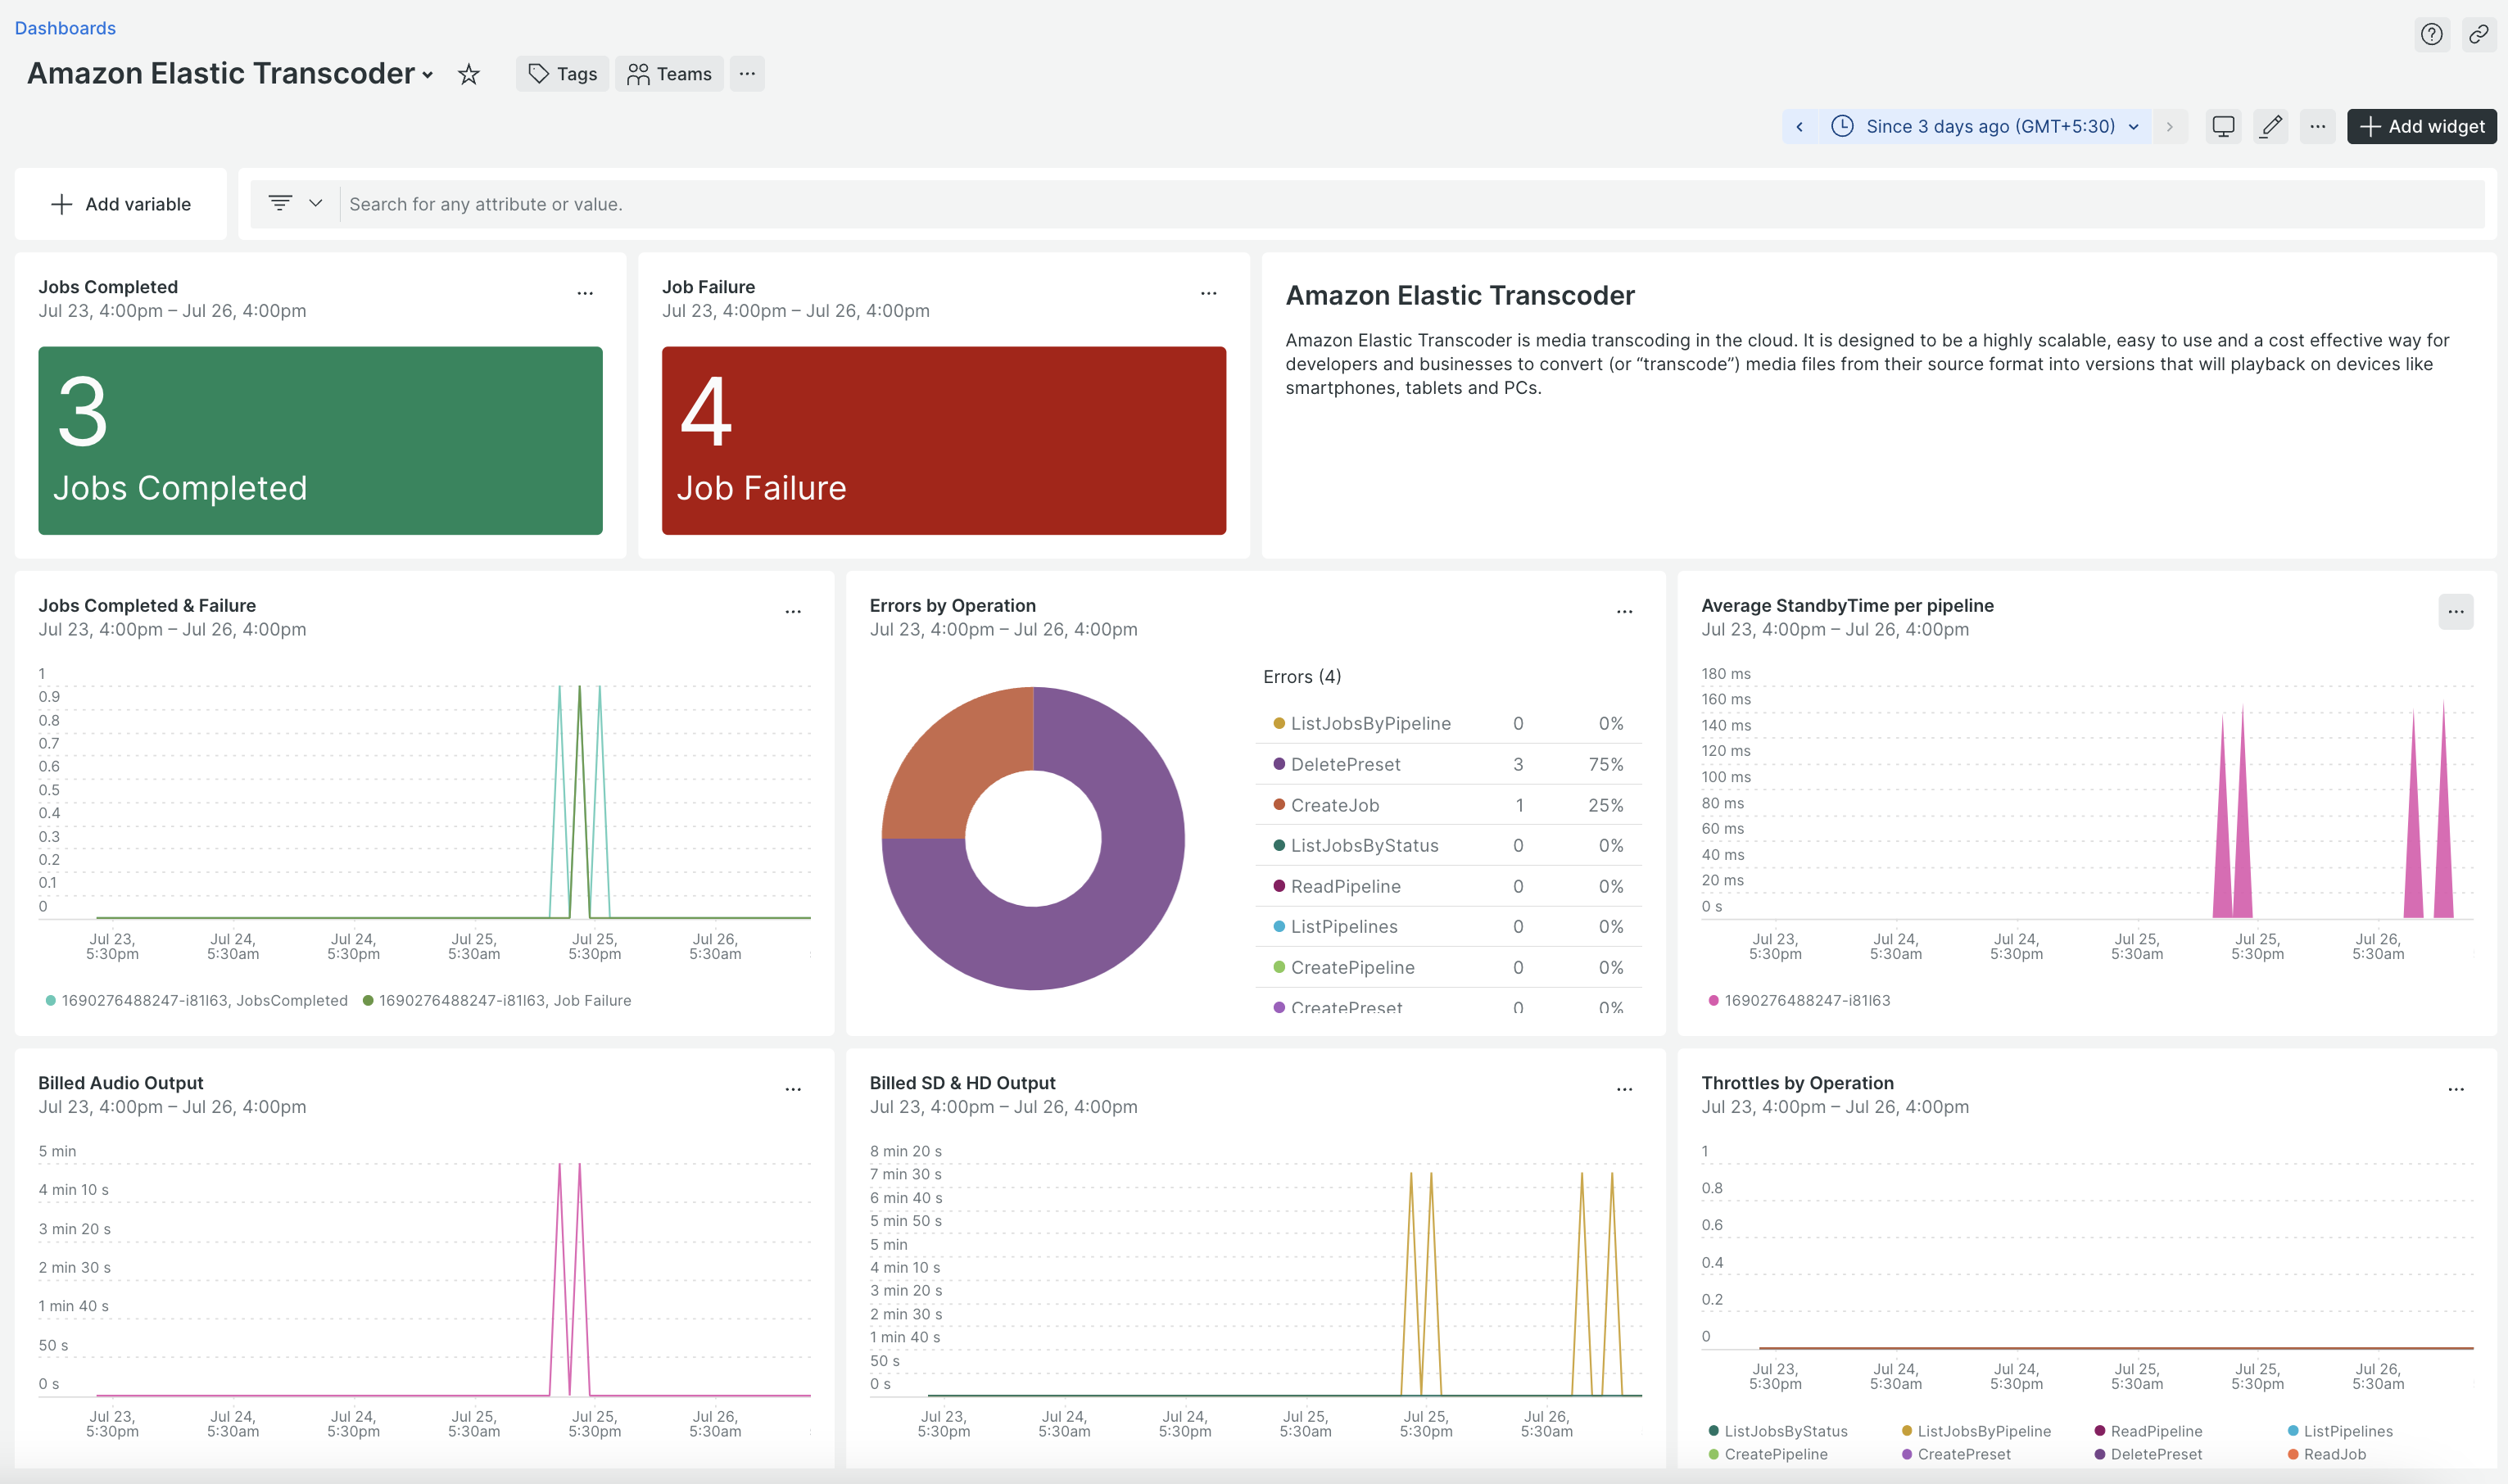 Dashboards
Amazon Elastic Transcoder
Tags
Teams
Since 3 days ago (GMT+5:30)
Add widget
Add variable
Search for any attribute or value.
Jobs Completed
Jul 23, 4:00pm – Jul 26, 4:00pm
3
Jobs Completed
Job Failure
Jul 23, 4:00pm – Jul 26, 4:00pm
4
Job Failure
Amazon Elastic Transcoder
Amazon Elastic Transcoder is media transcoding in the cloud. It is designed to be a highly scalable, easy to use and a cost effective way for
developers and businesses to convert (or “transcode”) media files from their source format into versions that will playback on devices like
smartphones, tablets and PCs.
Jobs Completed & Failure
Jul 23, 4:00pm – Jul 26, 4:00pm
1
0.9
0.8
0.7
0.6
0.5
0.4
0.3
0.2
0.1
0
Jul 23, Jul 24, Jul 24, Jul 25, Jul 25, Jul 26,
5:30pm 5:30am 5:30pm 5:30am 5:30pm 5:30am
1690276488247-i81l63, JobsCompleted 1690276488247-i81l63, Job Failure
Errors by Operation
Jul 23, 4:00pm – Jul 26, 4:00pm
Errors (4)
ListJobsByPipeline 0 0%
DeletePreset 3 75%
CreateJob 1 25%
ListJobsByStatus 0 0%
ReadPipeline 0 0%
ListPipelines 0 0%
CreatePipeline 0 0%
CreatePreset 0 0%
Average StandbyTime per pipeline
Jul 23, 4:00pm – Jul 26, 4:00pm
180 ms
160 ms
140 ms
120 ms
100 ms
80 ms
60 ms
40 ms
20 ms
0 s
Jul 23, Jul 24, Jul 24, Jul 25, Jul 25, Jul 26,
5:30pm 5:30am 5:30pm 5:30am 5:30pm 5:30am
1690276488247-i81l63
Billed Audio Output
Jul 23, 4:00pm – Jul 26, 4:00pm
5 min
4 min 10 s
3 min 20 s
2 min 30 s
1 min 40 s
50 s
0 s
Jul 23, Jul 24, Jul 24, Jul 25, Jul 25, Jul 26,
5:30pm 5:30am 5:30pm 5:30am 5:30pm 5:30am
Billed SD & HD Output
Jul 23, 4:00pm – Jul 26, 4:00pm
8 min 20 s
7 min 30 s
6 min 40 s
5 min 50 s
5 min
4 min 10 s
3 min 20 s
2 min 30 s
1 min 40 s
50 s
0 s
Jul 23, Jul 24, Jul 24, Jul 25, Jul 25, Jul 26,
5:30pm 5:30am 5:30pm 5:30am 5:30pm 5:30am
Throttles by Operation
Jul 23, 4:00pm – Jul 26, 4:00pm
1
0.8
0.6
0.4
0.2
0
Jul 23, Jul 24, Jul 24, Jul 25, Jul 25, Jul 26,
5:30pm 5:30am 5:30pm 5:30am 5:30pm 5:30am
ListJobsByStatus ListJobsByPipeline ReadPipeline ListPipelines
CreatePipeline CreatePreset DeletePreset ReadJob